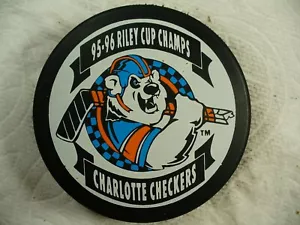 95-96 RILEY CUP CHAMPS
TM
CHARLOTTE CHECKERS